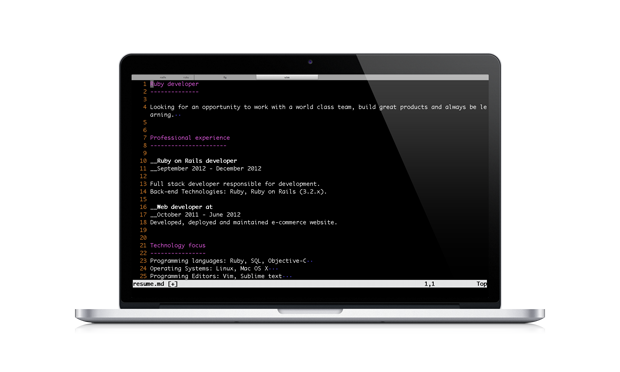 1 Ruby developer
2 --------------
3
4 Looking for an opportunity to work with a world class team, build great products and always be le
arning.
5
6
7 Professional experience
8 ----------------------
9
10 __Ruby on Rails developer
11 __September 2012 - December 2012
12
13 Full stack developer responsible for development.
14 Back-end Technologies: Ruby, Ruby on Rails (3.2.x).
15
16 __Web developer at
17 __October 2011 - June 2012
18 Developed, deployed and maintained e-commerce website.
19
20
21 Technology focus
22 ----------------
23 Programming languages: Ruby, SQL, Objective-C
24 Operating Systems: Linux, Mac OS X
25 Programming Editors: Vim, Sublime text
resume.md [+] 1,1 Top